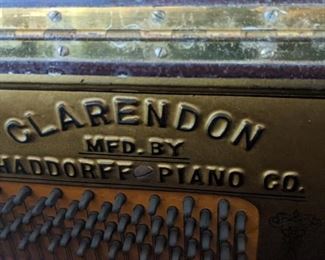 CLARENDON
MFD. BY
HADDORFF PIANO CO.